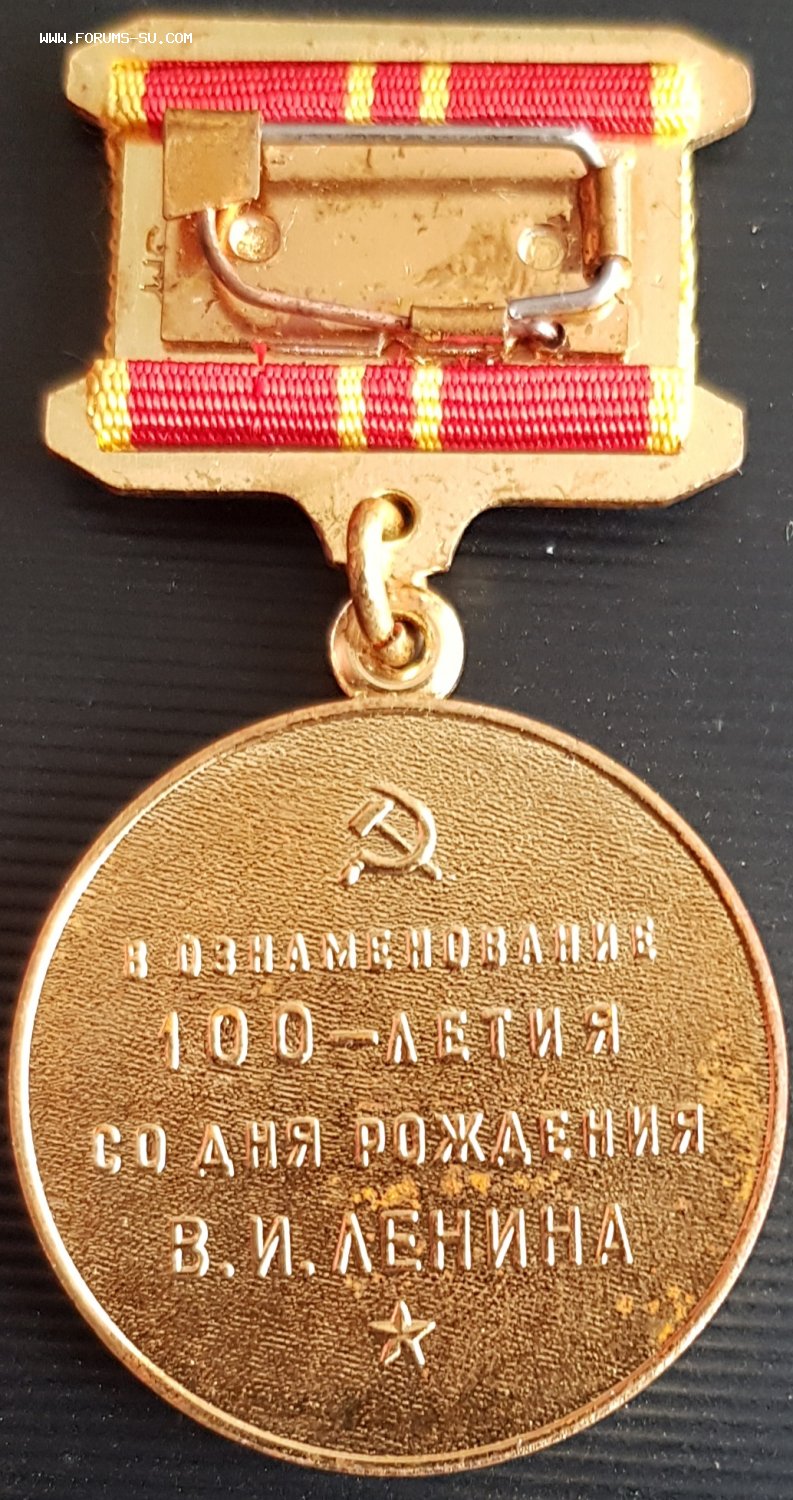 WWW.FORUMS-SU.COM
В ОЗНАМЕНОВАНИЕ
100-ЛЕТИЯ
СО ДНЯ РОЖДЕНИЯ
В.И.ЛЕНИНА